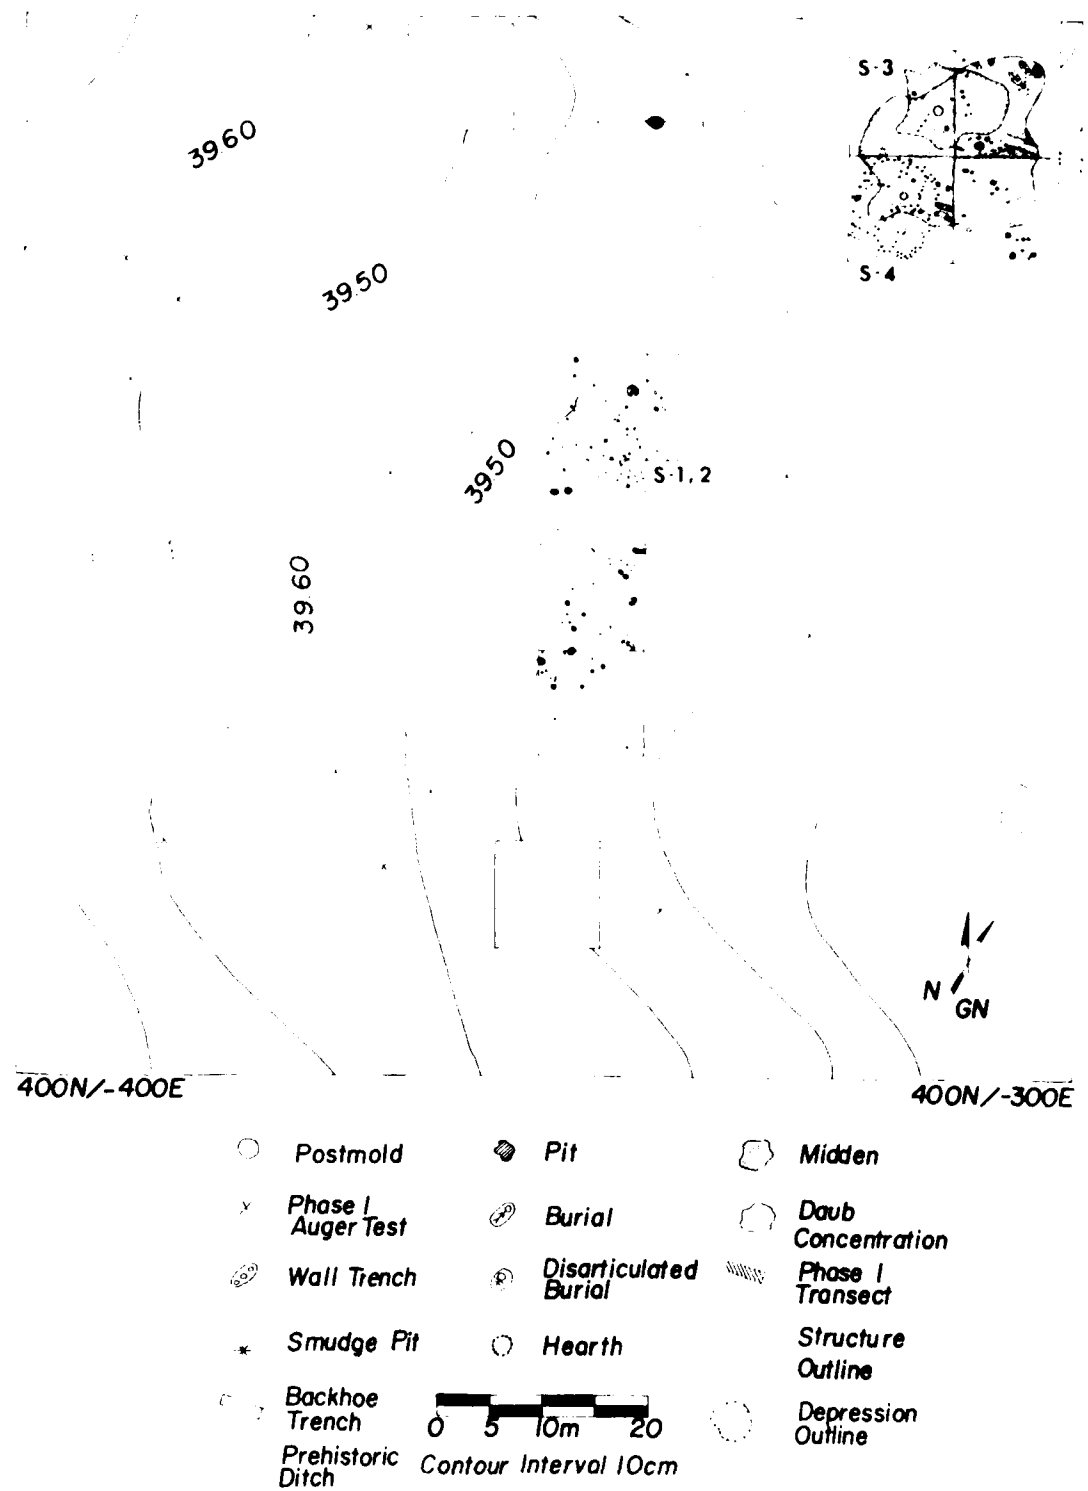 S-3
39.60
S-4
39.50
39.50
S-1, 2
39.60
N
GN
400N/-400E
400N/-300E
Postmold
Pit
Midden
Phase I
Auger Test
Burial
Daub
Concentration
Wall Trench
Disarticulated
Burial
Phase I
Transect
Smudge Pit
Hearth
Structure
Outline
Backhoe
Trench
0 5 10m 20
Depression
Outline
Prehistoric
Ditch
Contour Interval 10cm